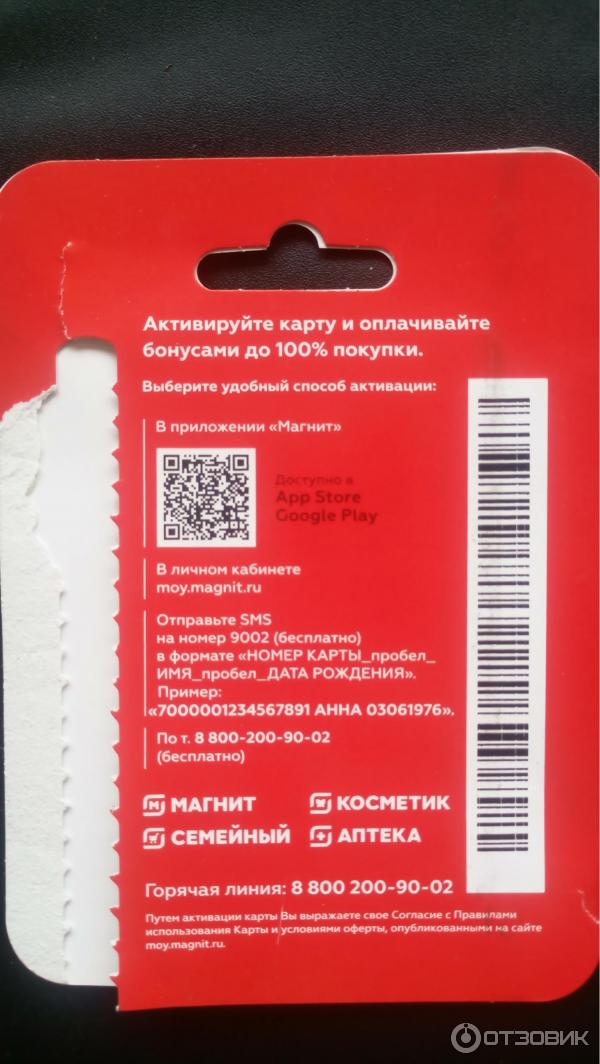 Активируйте карту и оплачивайте
бонусами до 100% покупки.
Выберите удобный способ активации:
В приложении «Магнит»
Доступно в
App Store
Google Play
В личном кабинете
moy.magnit.ru
Отправьте SMS
на номер 9002 (бесплатно)
в формате «НОМЕР КАРТЫ_пробел_
ИМЯ_пробел_ДАТА РОЖДЕНИЯ».
Пример:
«7000001234567891 АННА 03061976».
По т. 8 800-200-90-02
(бесплатно)
МАГНИТ
КОСМЕТИК
СЕМЕЙНЫЙ
АПТЕКА
Горячая линия: 8 800 200-90-02
Путем активации карты Вы выражаете свое Согласие с Правилами
использования Карты и условиями оферты, опубликованными на сайте
moy.magnit.ru.
ОТЗОВИК